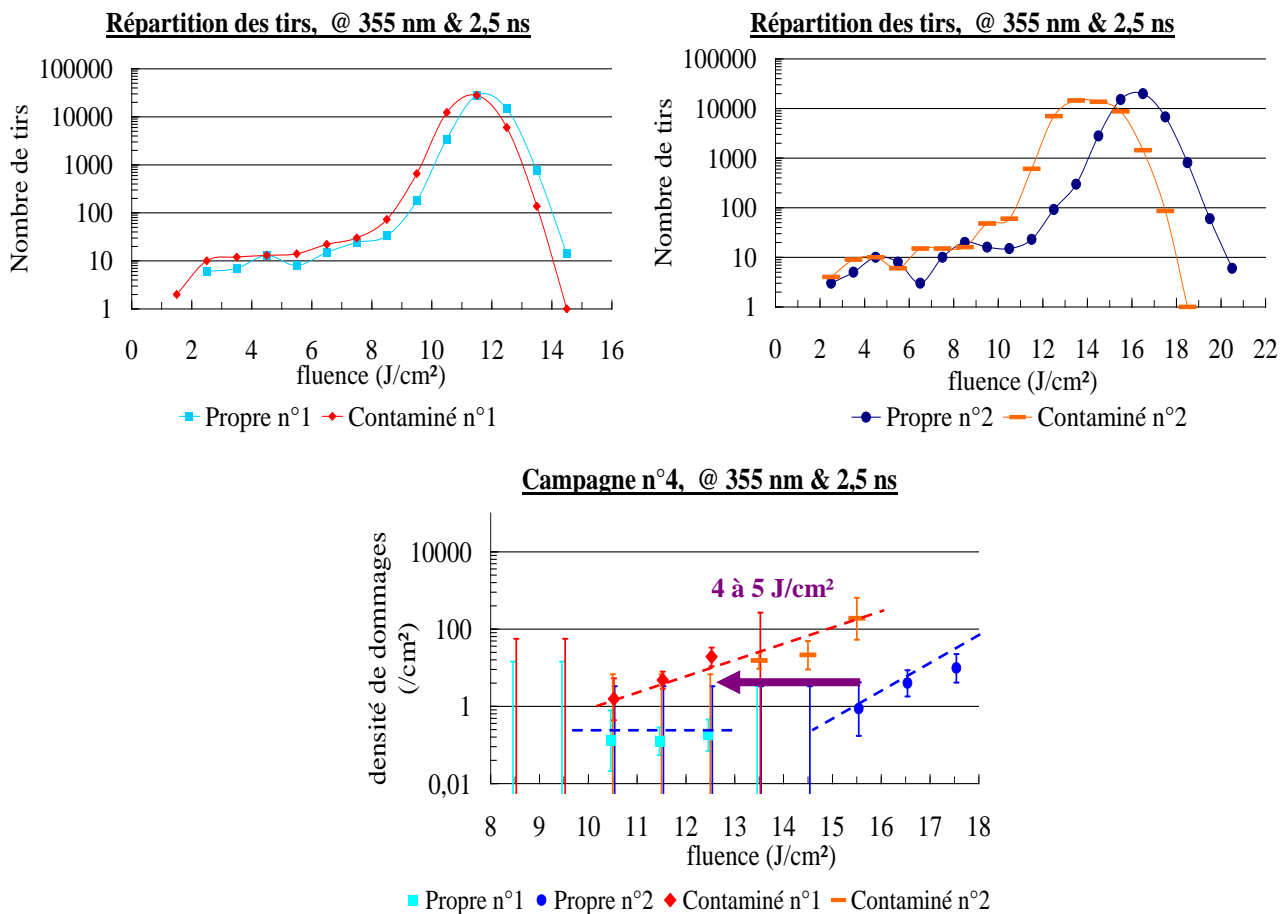 Répartition des tirs, @ 355 nm & 2,5 ns
Nombre de tirs
100000
10000
1000
100
10
1
0 2 4 6 8 10 12 14 16
fluence (J/cm²)
Propre n°1 Contaminé n°1
Répartition des tirs, @ 355 nm & 2,5 ns
Nombre de tirs
100000
10000
1000
100
10
1
0 2 4 6 8 10 12 14 16 18 20 22
fluence (J/cm²)
Propre n°2 Contaminé n°2
Campagne n°4, @ 355 nm & 2,5 ns
densité de dommages
(/cm²)
10000
100
1
0,01
4 à 5 J/cm²
8 9 10 11 12 13 14 15 16 17 18
fluence (J/cm²)
Propre n°1 Propre n°2 Contaminé n°1 Contaminé n°2